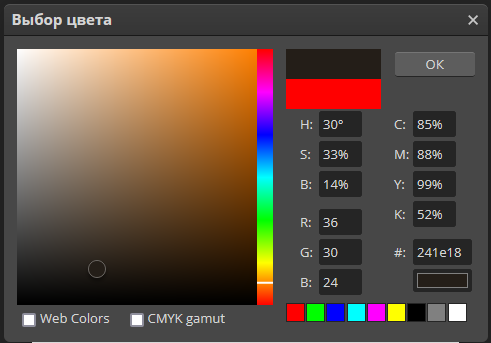 Выбор цвета
OK
H: 30° C: 85%
S: 33% M: 88%
B: 14% Y: 99%
K: 52%
R: 36
G: 30 #: 241e18
B: 24
Web Colors CMYK gamut